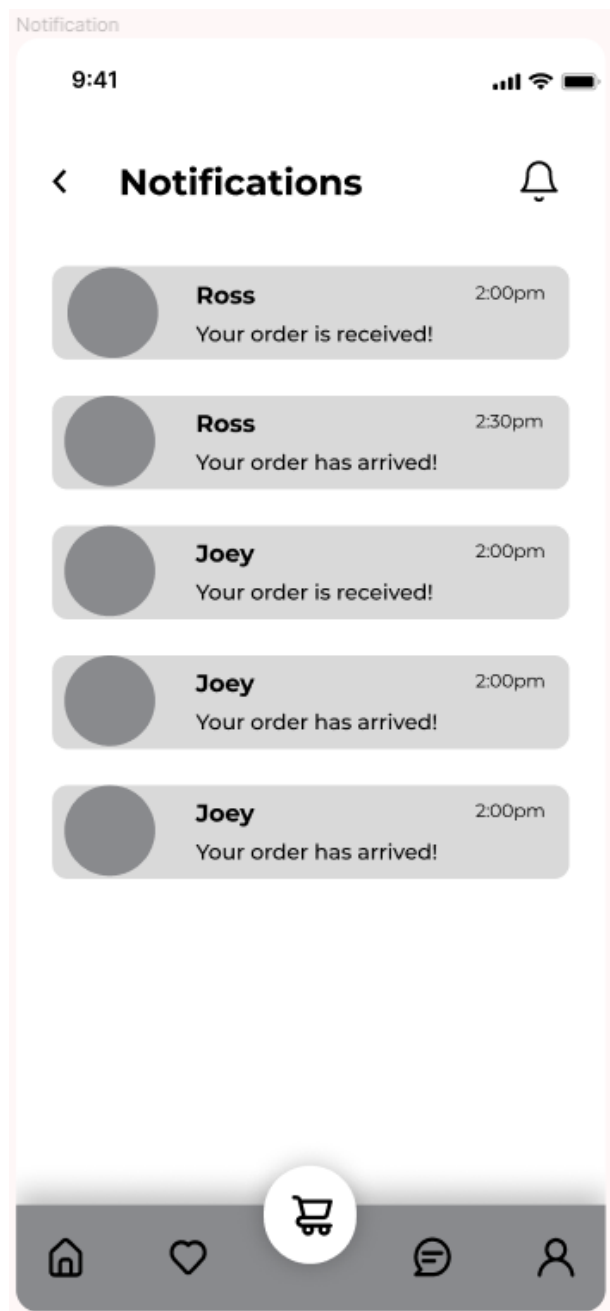 Notification
9:41
Notifications
Ross 2:00pm
Your order is received!
Ross 2:30pm
Your order has arrived!
Joey 2:00pm
Your order is received!
Joey 2:00pm
Your order has arrived!
Joey 2:00pm
Your order has arrived!